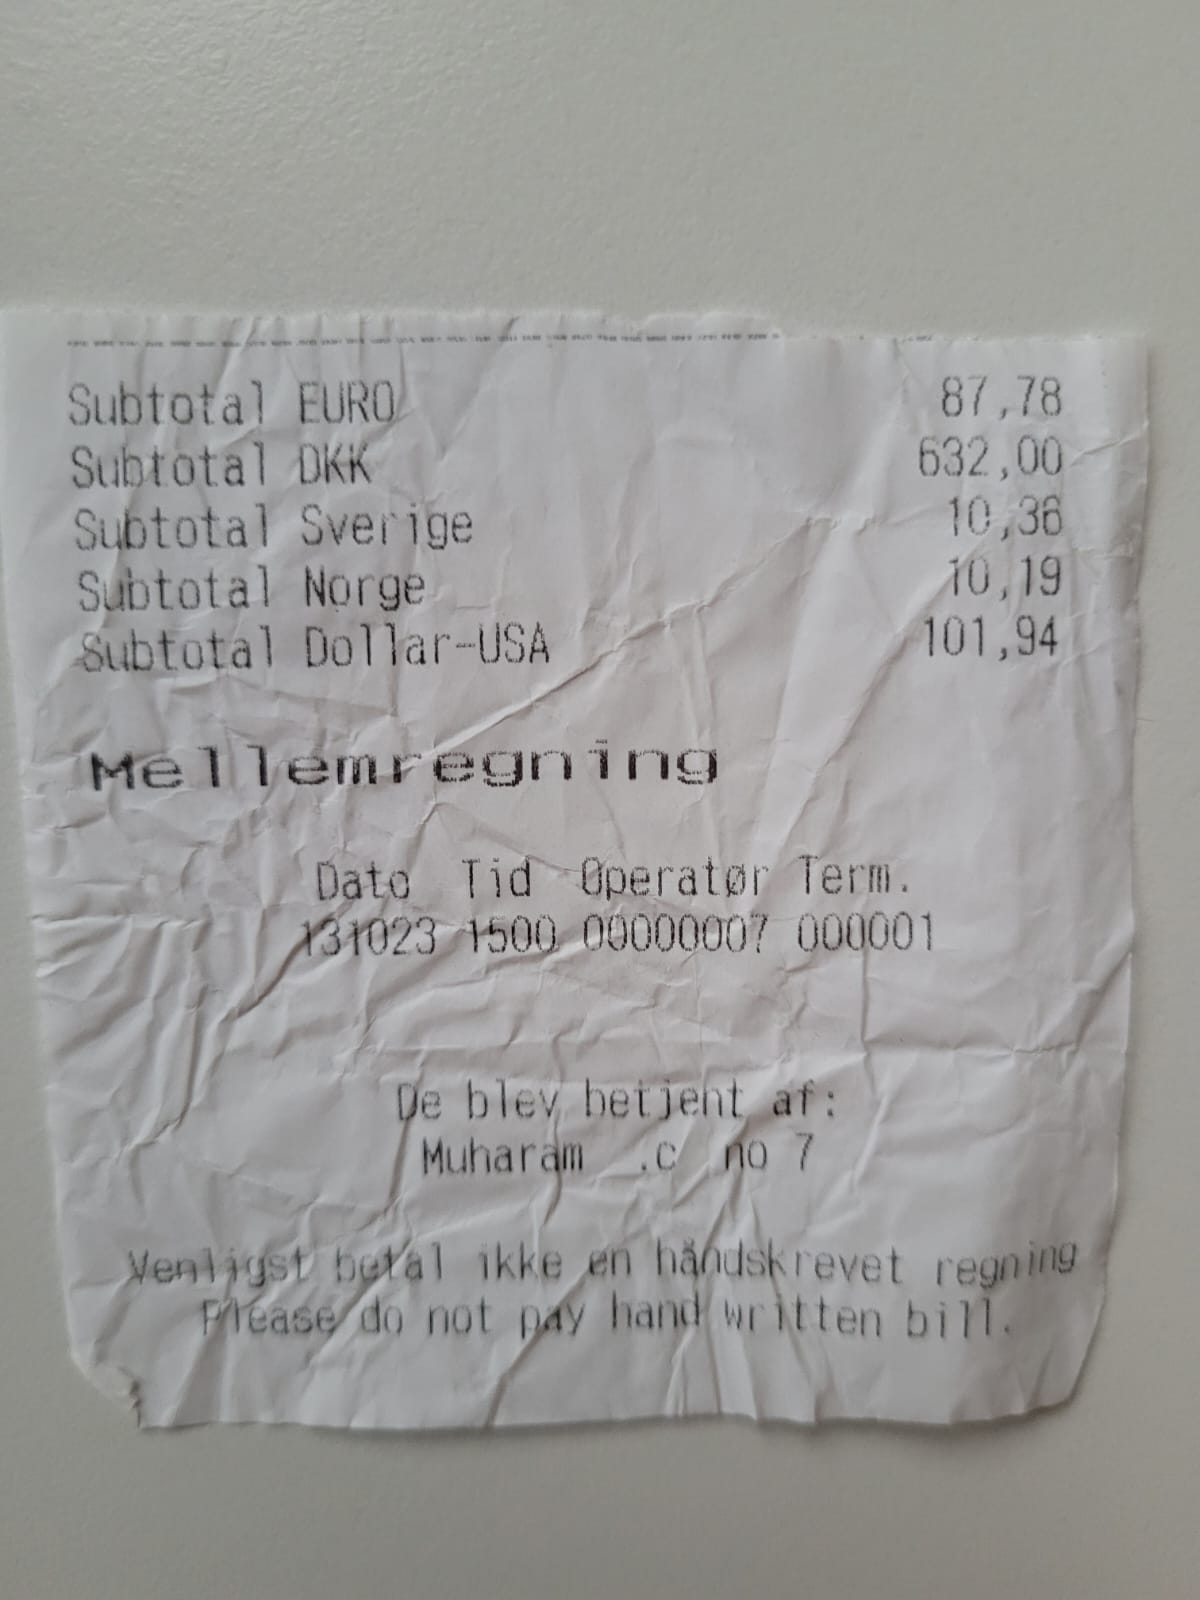 Subtotal EURO 87,78
Subtotal DKK 632,00
Subtotal Sverige 10,36
Subtotal Norge 10,19
Subtotal Dollar-USA 101,94
Mellemregning
Dato Tid Operatør Term.
131023 1500 00000007 000001
De blev betjent af:
Muharam .c no 7
Venligst betal ikke en håndskrevet regning
Please do not pay hand written bill.